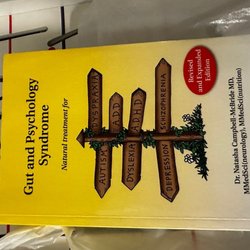 Gut and Psychology
Syndrome
Natural treatment for
DYSPRAXIA
AUTISM
A.D.D.
DYSLEXIA
ADHD
DEPRESSION
SCHIZOPHRENIA
Revised
and Expanded
Edition
Dr. Natasha Campbell-McBride MD,
MMedSci(neurology), MMedSci(nutrition)